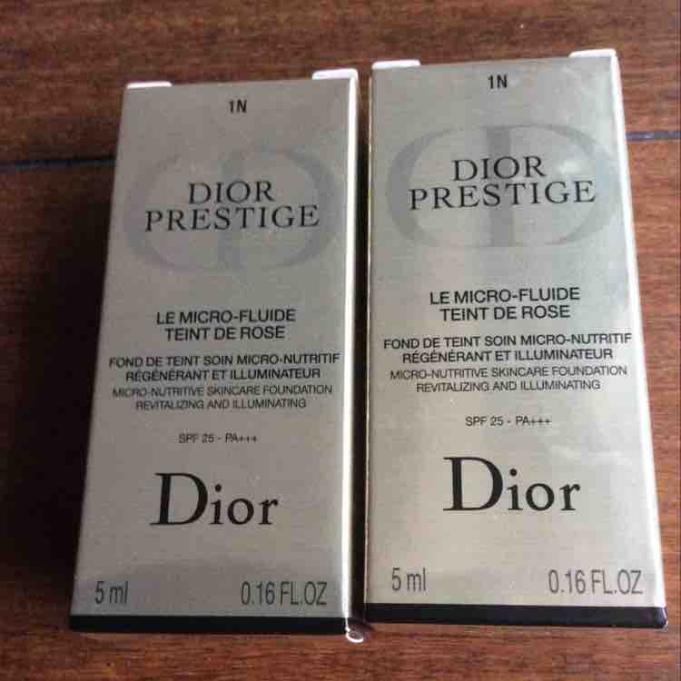 1N
DIOR
PRESTIGE
LE MICRO-FLUIDE
TEINT DE ROSE
FOND DE TEINT SOIN MICRO-NUTRITIF
RÉGÉNÉRANT ET ILLUMINATEUR
MICRO-NUTRITIVE SKINCARE FOUNDATION
REVITALIZING AND ILLUMINATING
SPF 25 - PA+++
Dior
5 ml 0.16 FL.OZ
1N
DIOR
PRESTIGE
LE MICRO-FLUIDE
TEINT DE ROSE
FOND DE TEINT SOIN MICRO-NUTRITIF
RÉGÉNÉRANT ET ILLUMINATEUR
MICRO-NUTRITIVE SKINCARE FOUNDATION
REVITALIZING AND ILLUMINATING
SPF 25 - PA+++
Dior
5 ml 0.16 FL.OZ